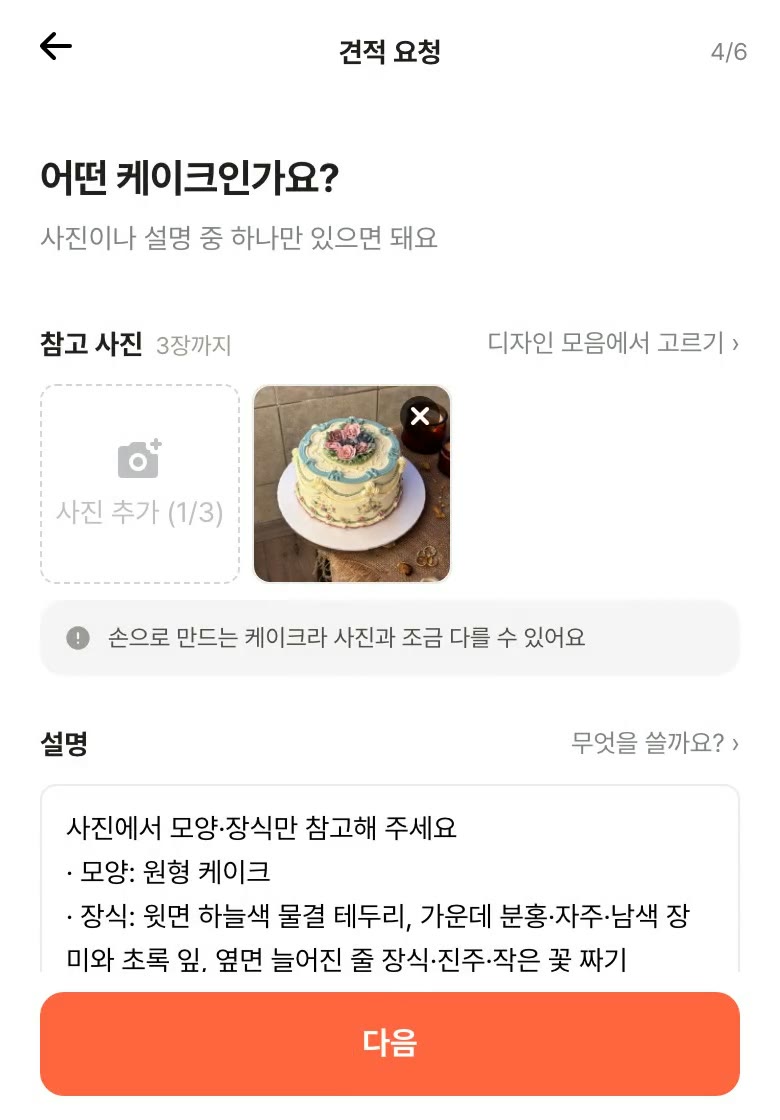 견적 요청
4/6
어떤 케이크인가요?
사진이나 설명 중 하나만 있으면 돼요
참고 사진 3장까지
디자인 모음에서 고르기 ›
사진 추가 (1/3)
손으로 만드는 케이크라 사진과 조금 다를 수 있어요
설명
무엇을 쓸까요? ›
사진에서 모양·장식만 참고해 주세요
· 모양: 원형 케이크
· 장식: 윗면 하늘색 물결 테두리, 가운데 분홍·자주·남색 장
미와 초록 잎, 옆면 늘어진 줄 장식·진주·작은 꽃 짜기
다음